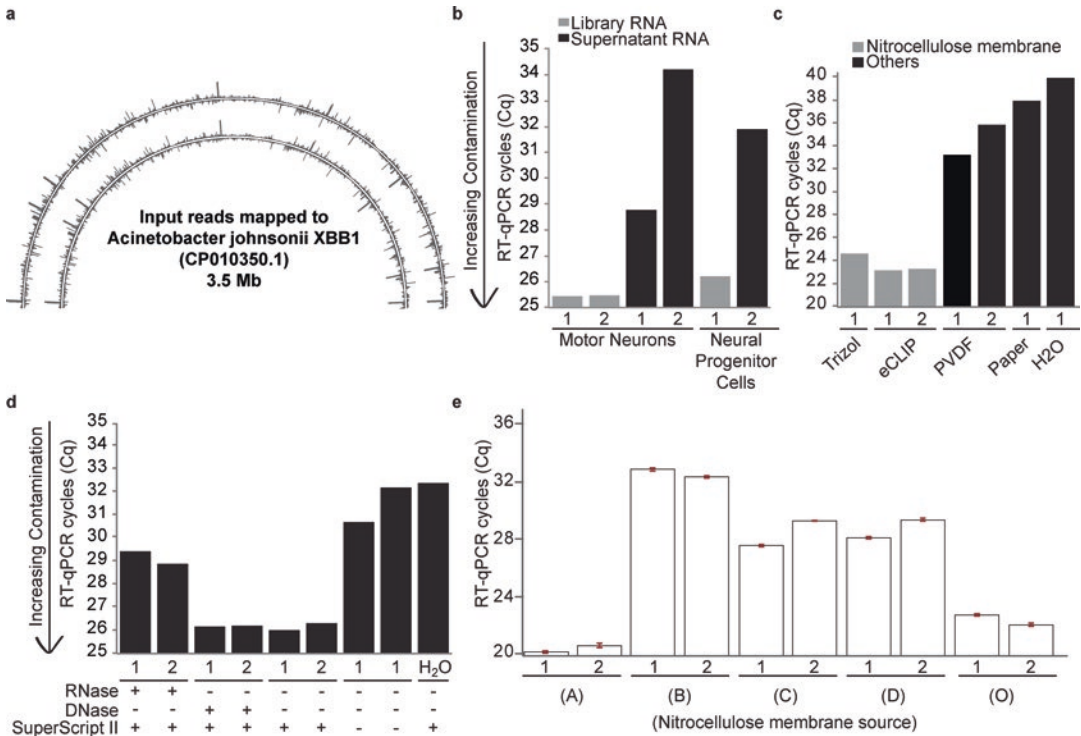 a
Input reads mapped to
Acinetobacter johnsonii XBB1
(CP010350.1)
3.5 Mb
b
Library RNA
Supernatant RNA
Increasing Contamination
RT-qPCR cycles (Cq)
35
34
33
32
31
30
29
28
27
26
25
1 2 1 2 1 2
Motor Neurons
Neural
Progenitor
Cells
c
Nitrocellulose membrane
Others
RT-qPCR cycles (Cq)
40
38
36
34
32
30
28
26
24
22
20
1 1 2 1 2 1 1
Trizol
eCLIP
PVDF
Paper
H2O
d
Increasing Contamination
RT-qPCR cycles (Cq)
35
34
33
32
31
30
29
28
27
26
25
1 2 1 2 1 2 1 1 H2O
RNase + + - - - - - - -
DNase - - + + - - - - -
SuperScript II + + + + + + - - +
e
RT-qPCR cycles (Cq)
36
32
28
24
20
1 2 1 2 1 2 1 2 1 2
(A) (B) (C) (D) (O)
(Nitrocellulose membrane source)